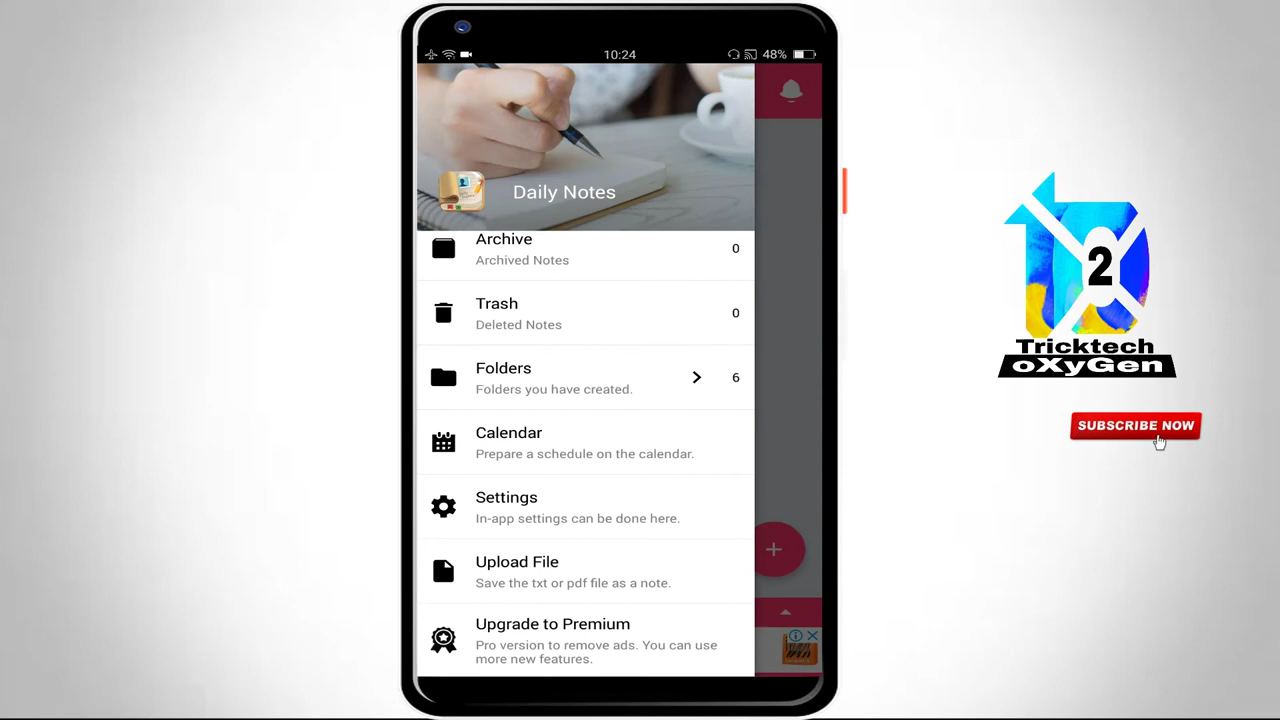 10:24
48%
Daily Notes
Archive
0
Archived Notes
Trash
0
Deleted Notes
Folders
6
Folders you have created.
Calendar
Prepare a schedule on the calendar.
Settings
In-app settings can be done here.
Upload File
Save the txt or pdf file as a note.
Upgrade to Premium
Pro version to remove ads. You can use
more new features.
2
Tricktech
oXyGen
SUBSCRIBE NOW